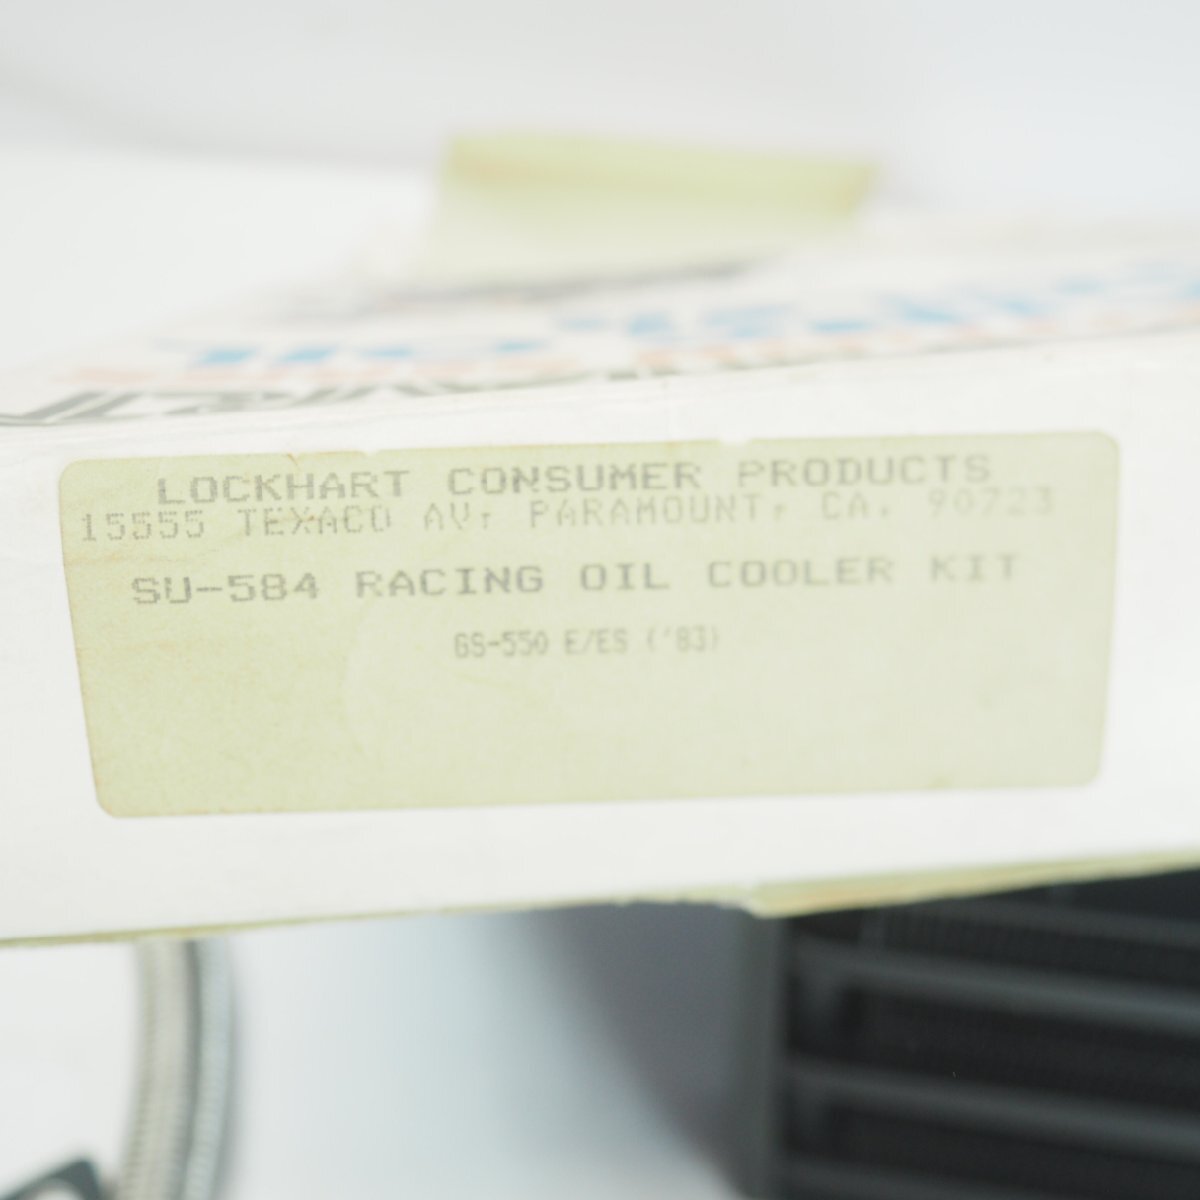 LOCKHART CONSUMER PRODUCTS
15555 TEXACO AV, PARAMOUNT, CA. 90723
SU-584 RACING OIL COOLER KIT
GS-550 E/ES ('83)